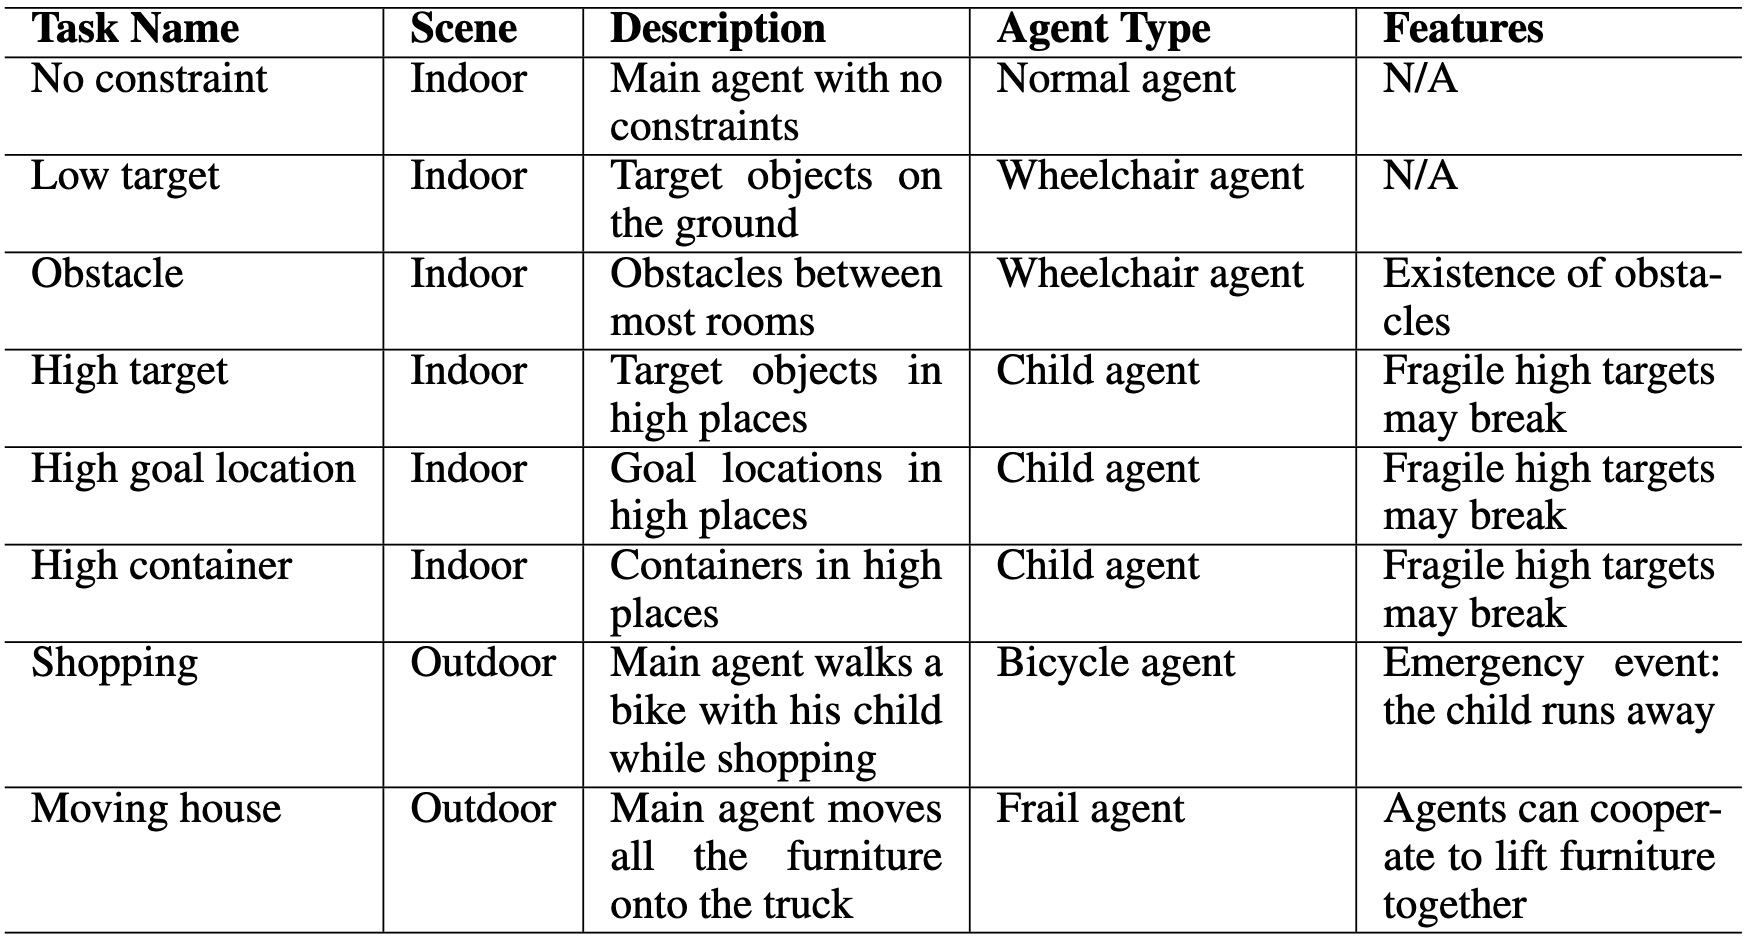 Task Name Scene Description Agent Type Features
No constraint Indoor Main agent with no Normal agent N/A
constraints
Low target Indoor Target objects on Wheelchair agent N/A
the ground
Obstacle Indoor Obstacles between Wheelchair agent Existence of obsta-
most rooms cles
High target Indoor Target objects in Child agent Fragile high targets
high places may break
High goal location Indoor Goal locations in Child agent Fragile high targets
high places may break
High container Indoor Containers in high Child agent Fragile high targets
places may break
Shopping Outdoor Main agent walks a Bicycle agent Emergency event:
bike with his child the child runs away
while shopping
Moving house Outdoor Main agent moves Frail agent Agents can cooper-
all the furniture ate to lift furniture
onto the truck together